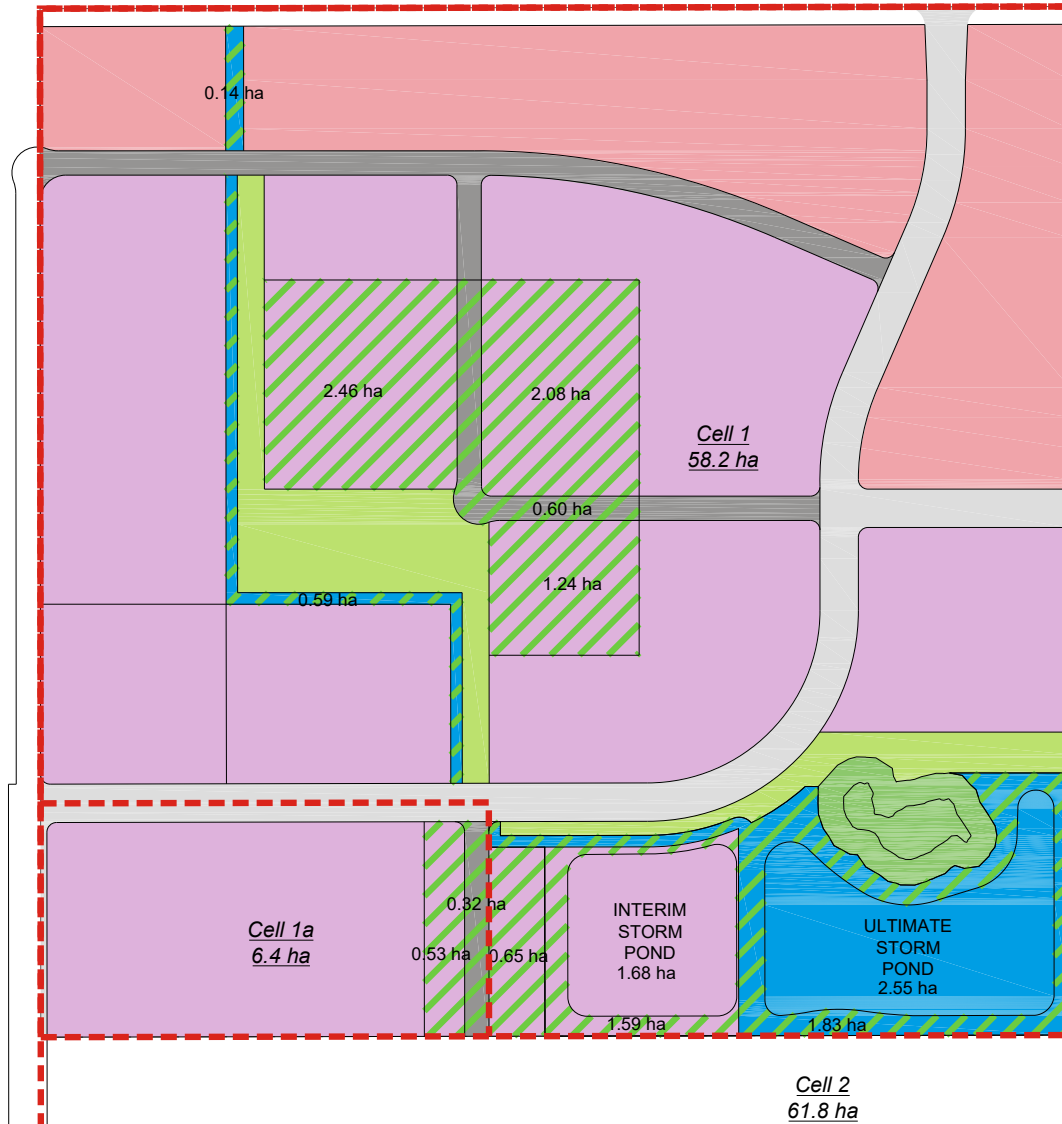 0.14 ha
2.46 ha
2.08 ha
Cell 1
58.2 ha
0.60 ha
1.24 ha
0.59 ha
0.32 ha
Cell 1a
6.4 ha
0.53 ha
0.65 ha
INTERIM
STORM
POND
1.68 ha
ULTIMATE
STORM
POND
2.55 ha
1.59 ha
1.83 ha
Cell 2
61.8 ha